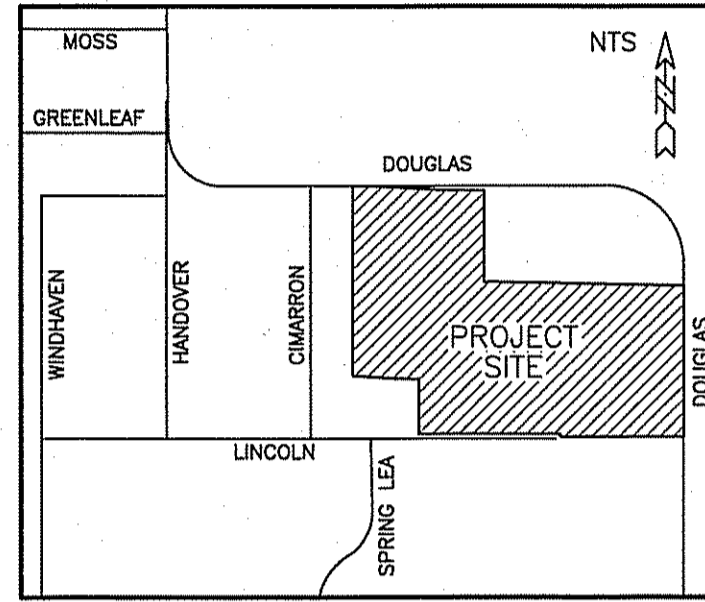 MOSS
NTS
N
GREENLEAF
DOUGLAS
WINDHAVEN
HANDOVER
CIMARRON
PROJECT
SITE
DOUGLAS
LINCOLN
SPRING LEA